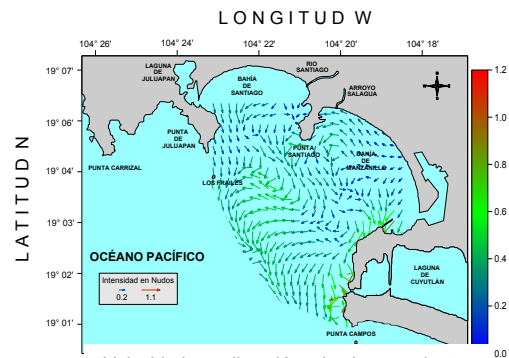 LONGITUD W
104° 26' 104° 24' 104° 22' 104° 20' 104° 18'
LATITUD N
19° 07'
19° 06'
19° 04'
19° 03'
19° 02'
19° 01'
LAGUNA
DE
JULUAPAN
BAHÍA
DE
SANTIAGO
RIO
SANTIAGO
ARROYO
SALAGUA
PUNTA
DE
JULUAPAN
PUNTA
SANTIAGO
BAHIA
DE
MANZANILLO
PUNTA CARRIZAL
LOS FRAILES
OCÉANO PACÍFICO
Intensidad en Nudos
0.2 1.1
LAGUNA
DE
CUYUTLÁN
PUNTA CAMPOS
1.2
1.0
0.8
0.6
0.4
0.2
0.0